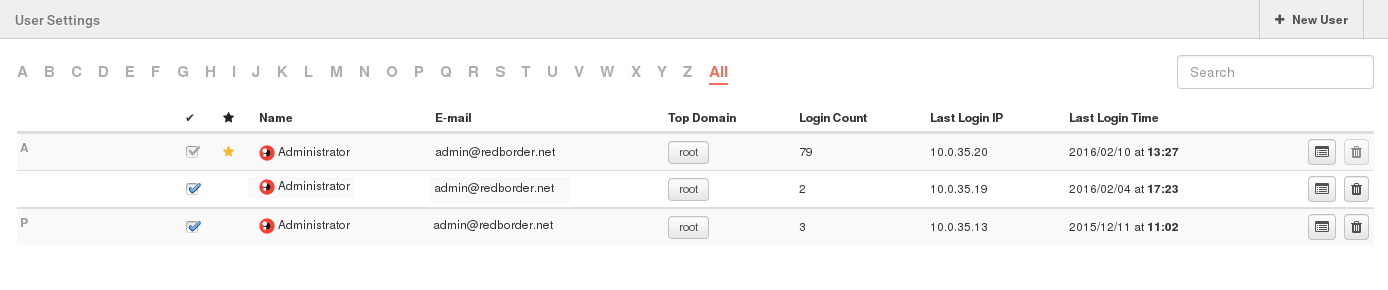 User Settings
+ New User
A B C D E F G H I J K L M N O P Q R S T U V W X Y Z All
Search
✔ ★ Name E-mail Top Domain Login Count Last Login IP Last Login Time
A Administrator admin@redborder.net root 79 10.0.35.20 2016/02/10 at 13:27
Administrator admin@redborder.net root 2 10.0.35.19 2016/02/04 at 17:23
P Administrator admin@redborder.net root 3 10.0.35.13 2015/12/11 at 11:02